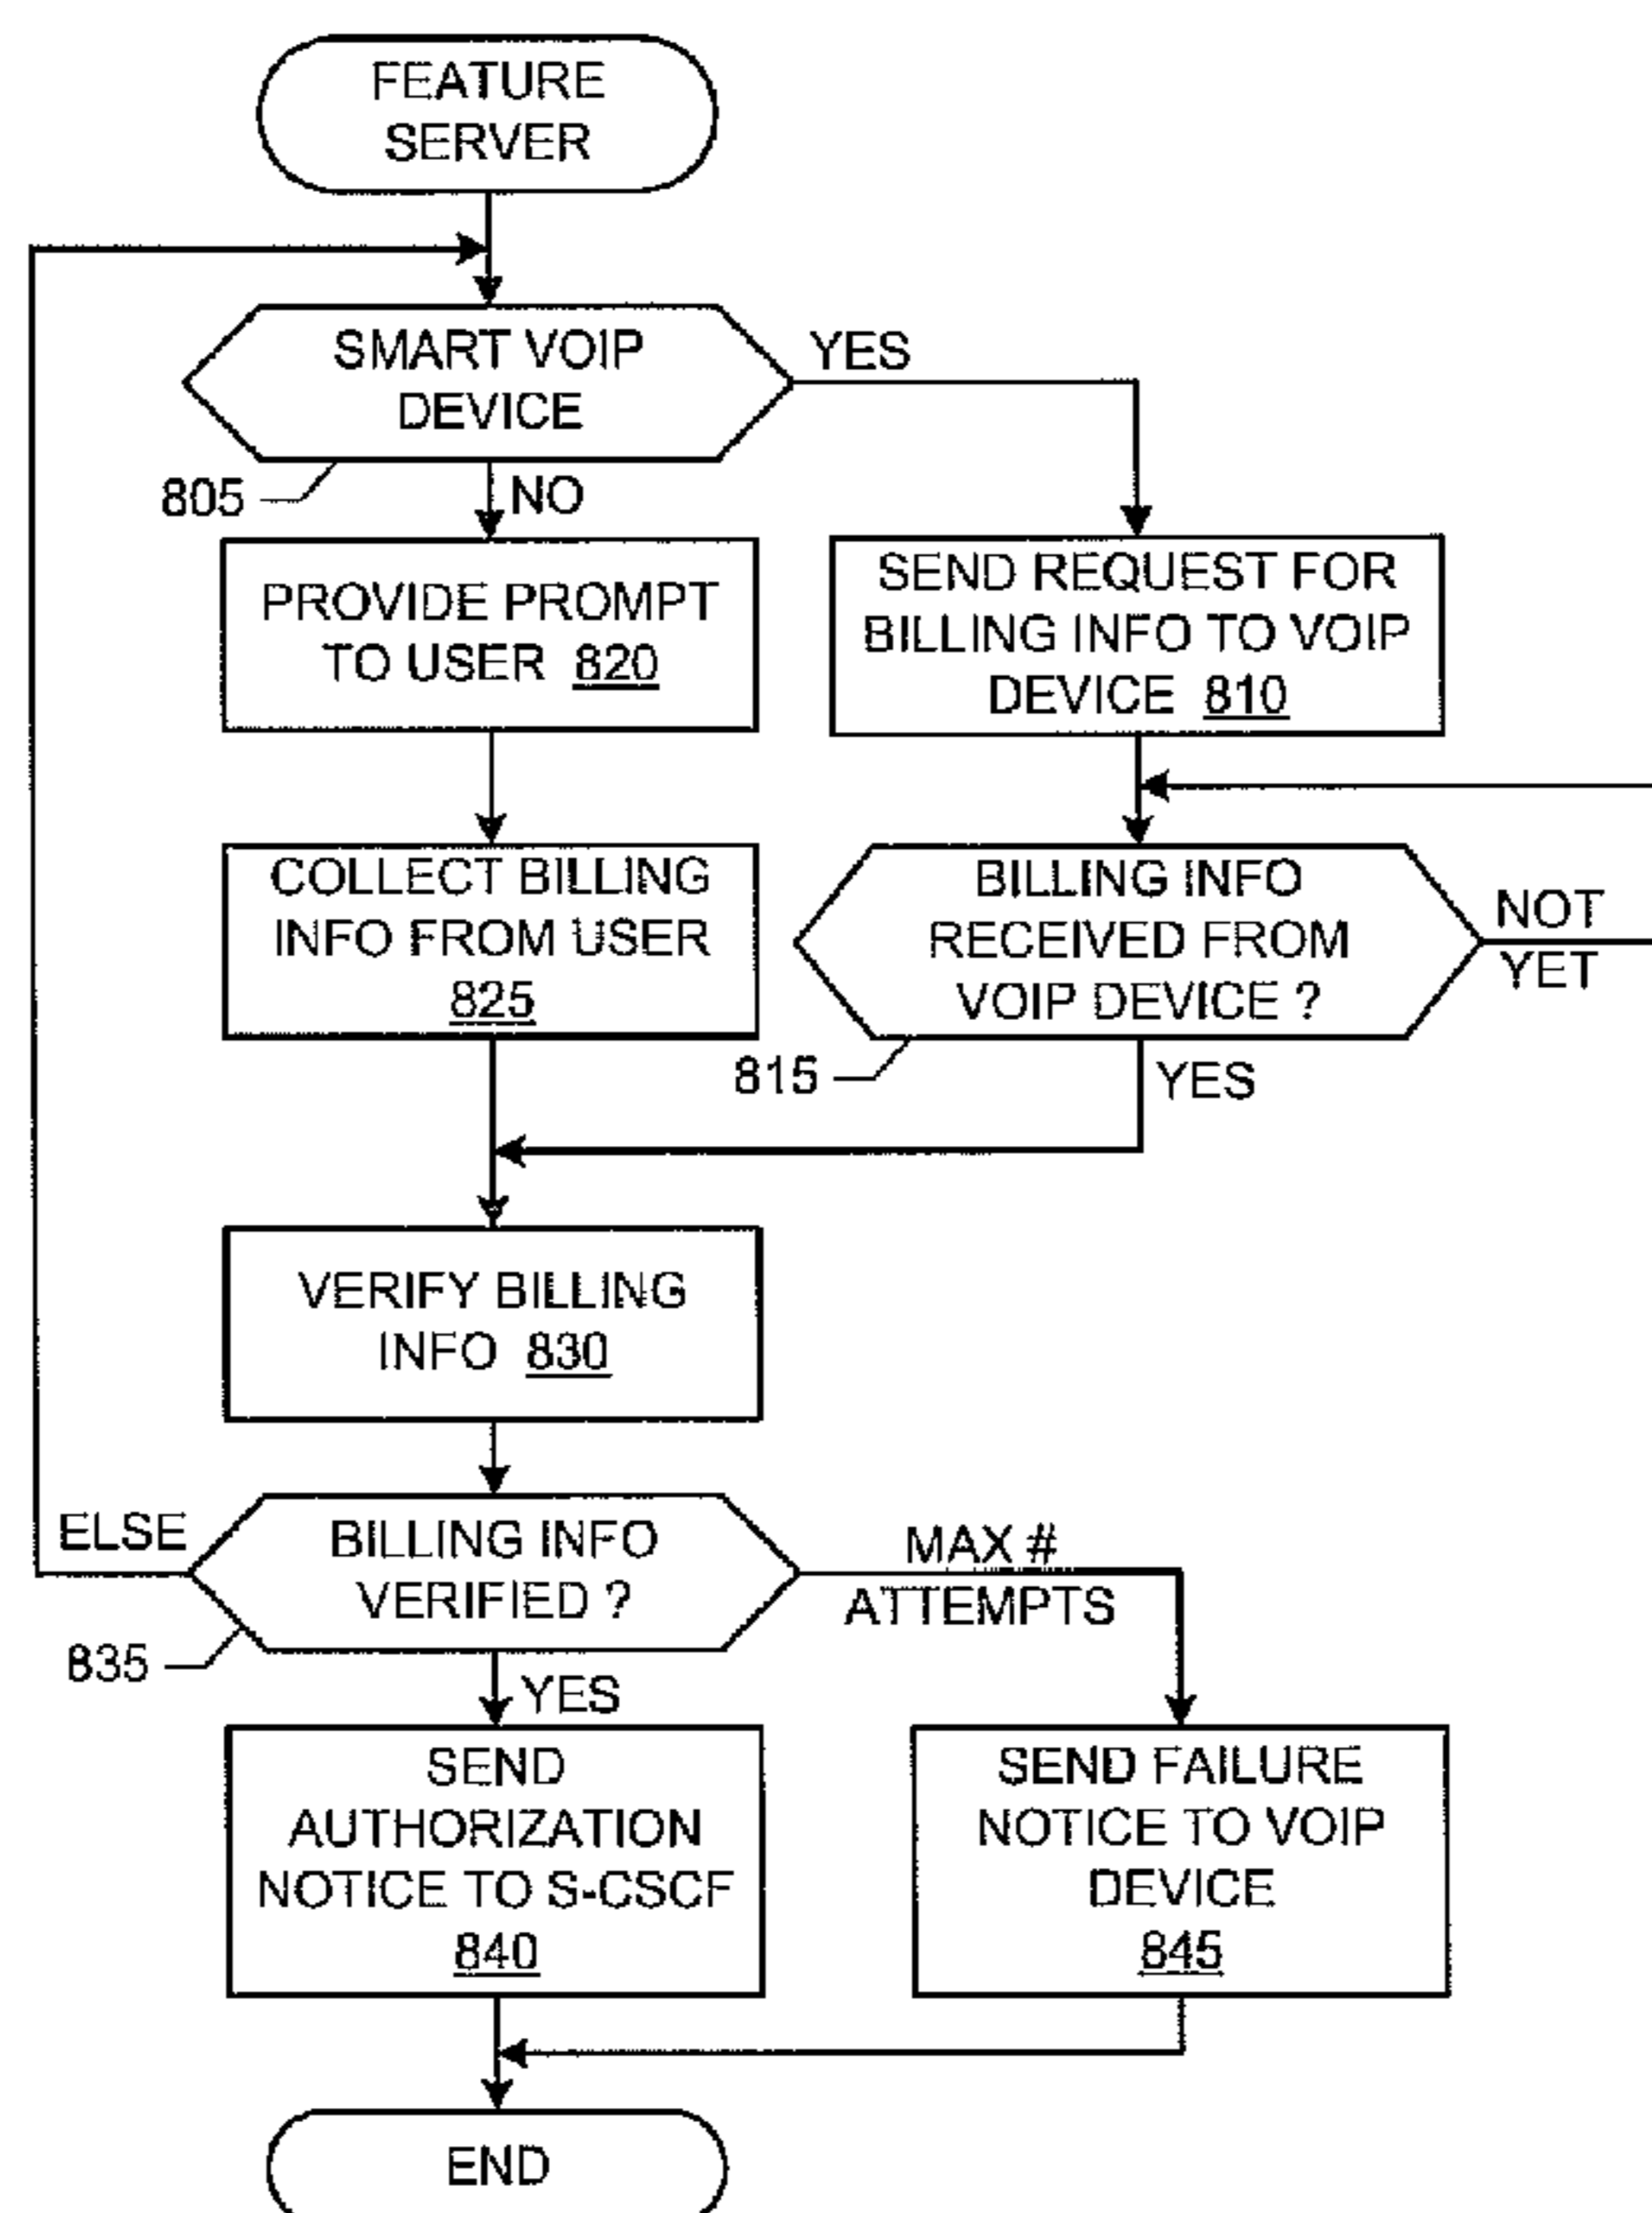 FEATURE
SERVER
SMART VOIP
DEVICE
YES
805
NO
PROVIDE PROMPT
TO USER 820
SEND REQUEST FOR
BILLING INFO TO VOIP
DEVICE 810
COLLECT BILLING
INFO FROM USER
825
BILLING INFO
RECEIVED FROM
VOIP DEVICE ?
NOT
YET
815
YES
VERIFY BILLING
INFO 830
ELSE
BILLING INFO
VERIFIED ?
MAX #
ATTEMPTS
835
YES
SEND
AUTHORIZATION
NOTICE TO S-CSCF
840
SEND FAILURE
NOTICE TO VOIP
DEVICE
845
END